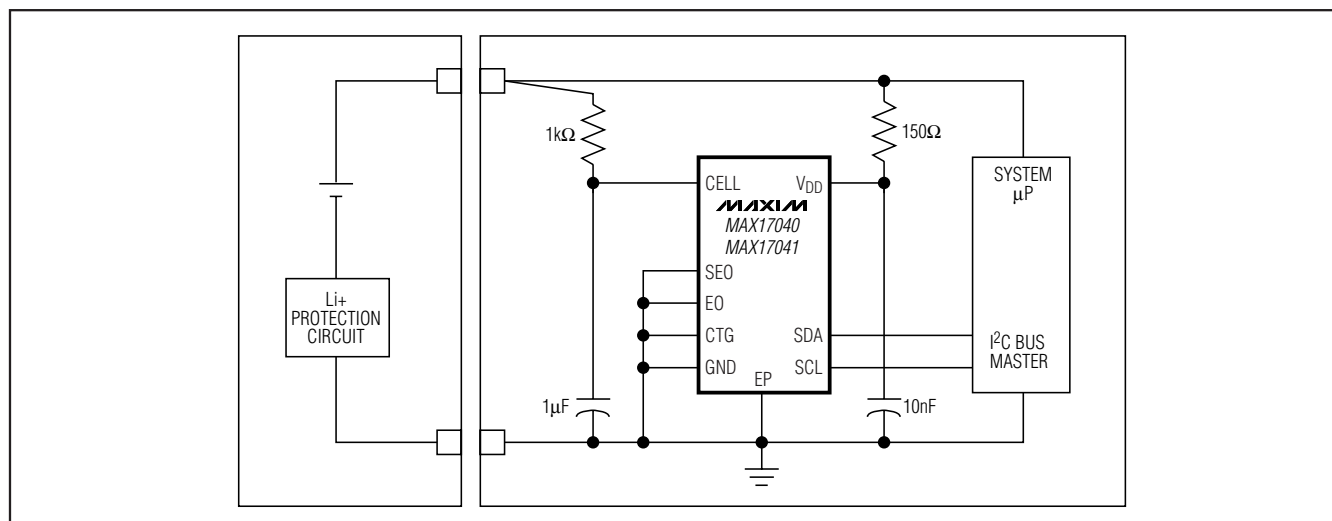 1kΩ
150Ω
CELL
VDD
MAXIM
MAX17040
MAX17041
SYSTEM
μP
SEO
EO
CTG
GND
SDA
SCL
EP
I²C BUS
MASTER
Li+
PROTECTION
CIRCUIT
1μF
10nF